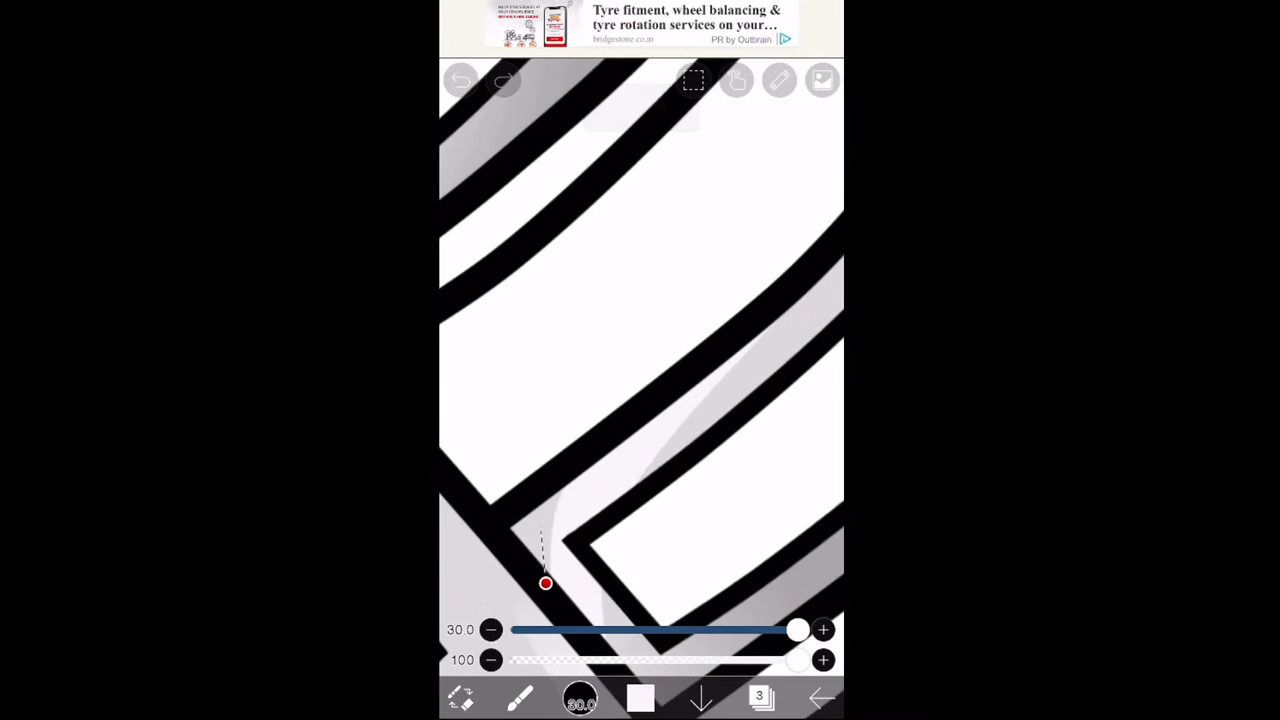 Tyre fitment, wheel balancing &
tyre rotation services on your...
bridgestone.co.in
PR by Outbrain
30.0
100
30.0
3